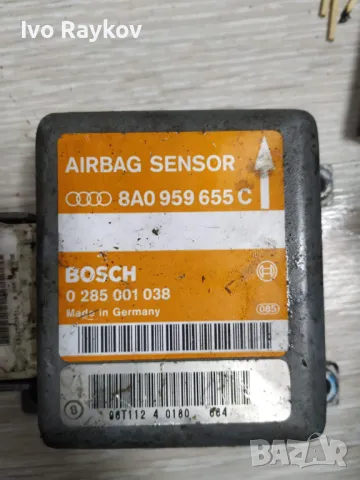 Ivo Raykov
AIRBAG SENSOR
8A0 959 655 C
BOSCH
0 285 001 038
Made in Germany
085
B
96T112 4 0180 664
BAZAR